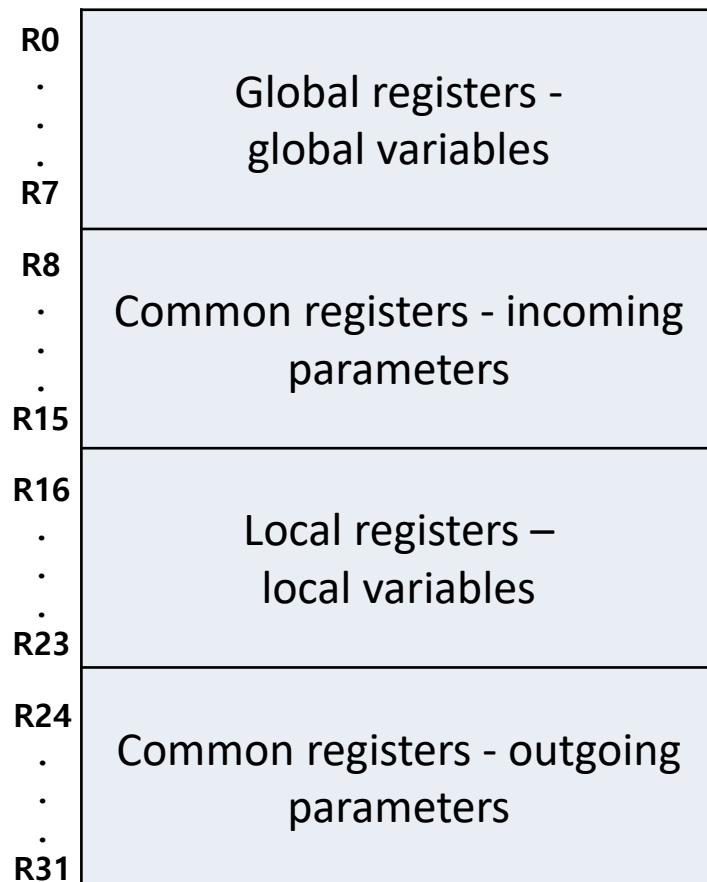 R0
.
.
.
R7
Global registers -
global variables
R8
.
.
.
R15
Common registers - incoming
parameters
R16
.
.
.
R23
Local registers –
local variables
R24
.
.
.
R31
Common registers - outgoing
parameters